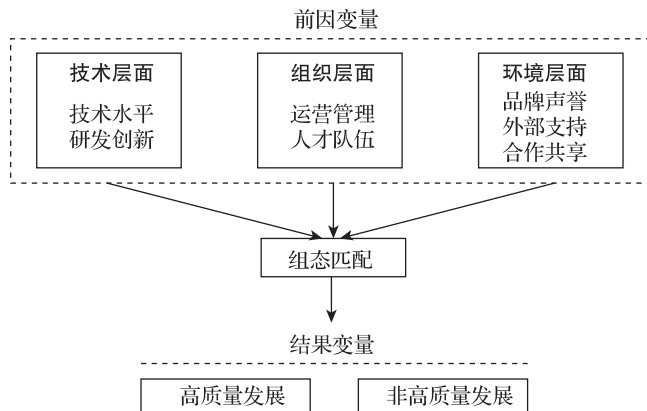 前因变量
技术层面
技术水平
研发创新
组织层面
运营管理
人才队伍
环境层面
品牌声誉
外部支持
合作共享
组态匹配
结果变量
高质量发展
非高质量发展